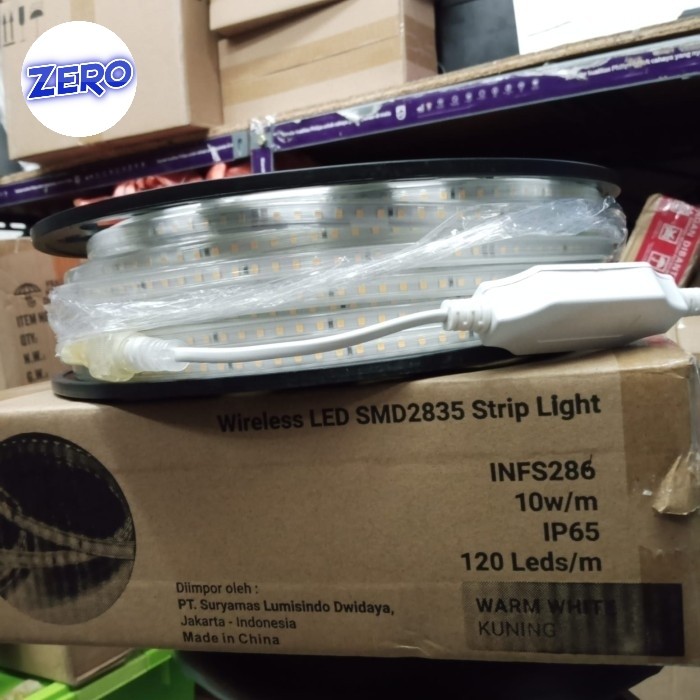 ZERO
Wireless LED SMD2835 Strip Light
INFS286
10w/m
IP65
120 Leds/m
WARM WHITE
KUNING
Diimpor oleh :
PT. Suryamas Lumisindo Dwidaya,
Jakarta - Indonesia
Made in China
ITEM